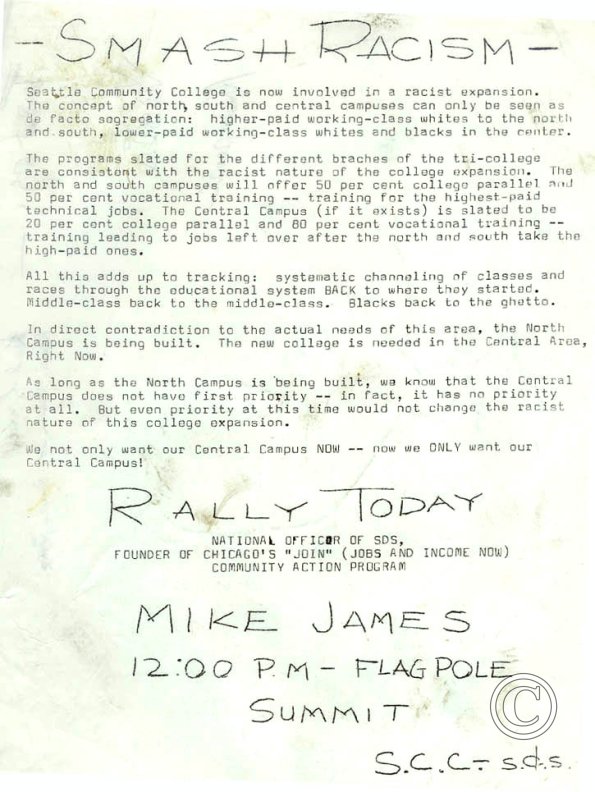 - SMASH RACISM -
Seattle Community College is now involved in a racist expansion.
The concept of north, south and central campuses can only be seen as
de facto segregation: higher-paid working-class whites to the north
and south, lower-paid working-class whites and blacks in the center.
The programs slated for the different braches of the tri-college
are consistent with the racist nature of the college expansion. The
north and south campuses will offer 50 per cent college parallel and
50 per cent vocational training -- training for the highest-paid
technical jobs. The Central Campus (if it exists) is slated to be
20 per cent college parallel and 80 per cent vocational training --
training leading to jobs left over after the north and south take the
high-paid ones.
All this adds up to tracking: systematic channeling of classes and
races through the educational system BACK to where they started.
Middle-class back to the middle-class. Blacks back to the ghetto.
In direct contradiction to the actual needs of this area, the North
Campus is being built. The new college is needed in the Central Area,
Right Now.
As long as the North Campus is being built, we know that the Central
Campus does not have first priority -- in fact, it has no priority
at all. But even priority at this time would not change the racist
nature of this college expansion.
We not only want our Central Campus NOW -- now we ONLY want our
Central Campus!
RALLY TODAY
NATIONAL OFFICER OF SDS,
FOUNDER OF CHICAGO'S "JOIN" (JOBS AND INCOME NOW)
COMMUNITY ACTION PROGRAM
MIKE JAMES
12:00 P.M - FLAG POLE
SUMMIT
©
S.C.C - s.d.s.